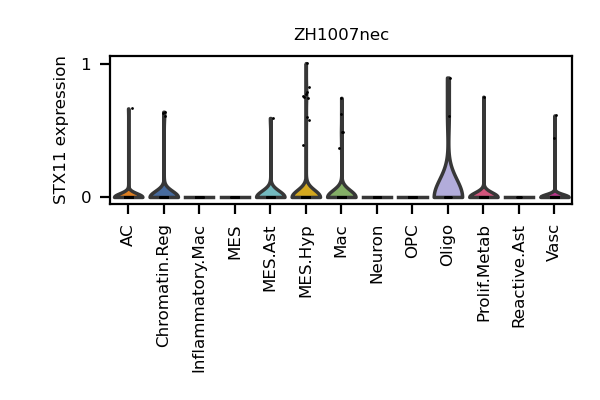 ZH1007nec
STX11 expression
1
0
AC
Chromatin.Reg
Inflammatory.Mac
MES
MES.Ast
MES.Hyp
Mac
Neuron
OPC
Oligo
Prolif.Metab
Reactive.Ast
Vasc